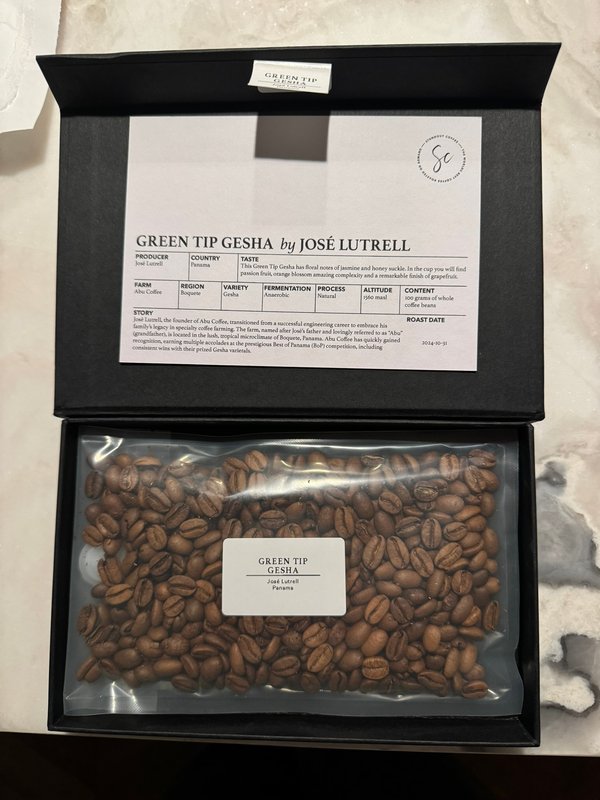 GREEN TIP
GESHA
Sc
GREEN TIP GESHA by JOSÉ LUTRELL
PRODUCER
José Lutrell
COUNTRY
Panama
TASTE
This Green Tip Gesha has floral notes of jasmine and honey suckle. In the cup you will find
passion fruit, orange blossom amazing complexity and a remarkable finish of grapefruit.
FARM
Abu Coffee
REGION
Boquete
VARIETY
Gesha
FERMENTATION
Anaerobic
PROCESS
Natural
ALTITUDE
1560 masl
CONTENT
100 grams of whole
coffee beans
STORY
José Lutrell, the founder of Abu Coffee, transitioned from a successful engineering career to embrace his
family's legacy in specialty coffee farming. The farm, named after José's father and lovingly referred to as "Abu"
(grandfather), is located in the lush, tropical microclimate of Boquete, Panama. Abu Coffee has quickly gained
recognition, earning multiple accolades at the prestigious Best of Panama (BoP) competition, including
consistent wins with their prized Gesha varietals.
ROAST DATE
2024-10-31
GREEN TIP
GESHA
José Lutrell
Panama